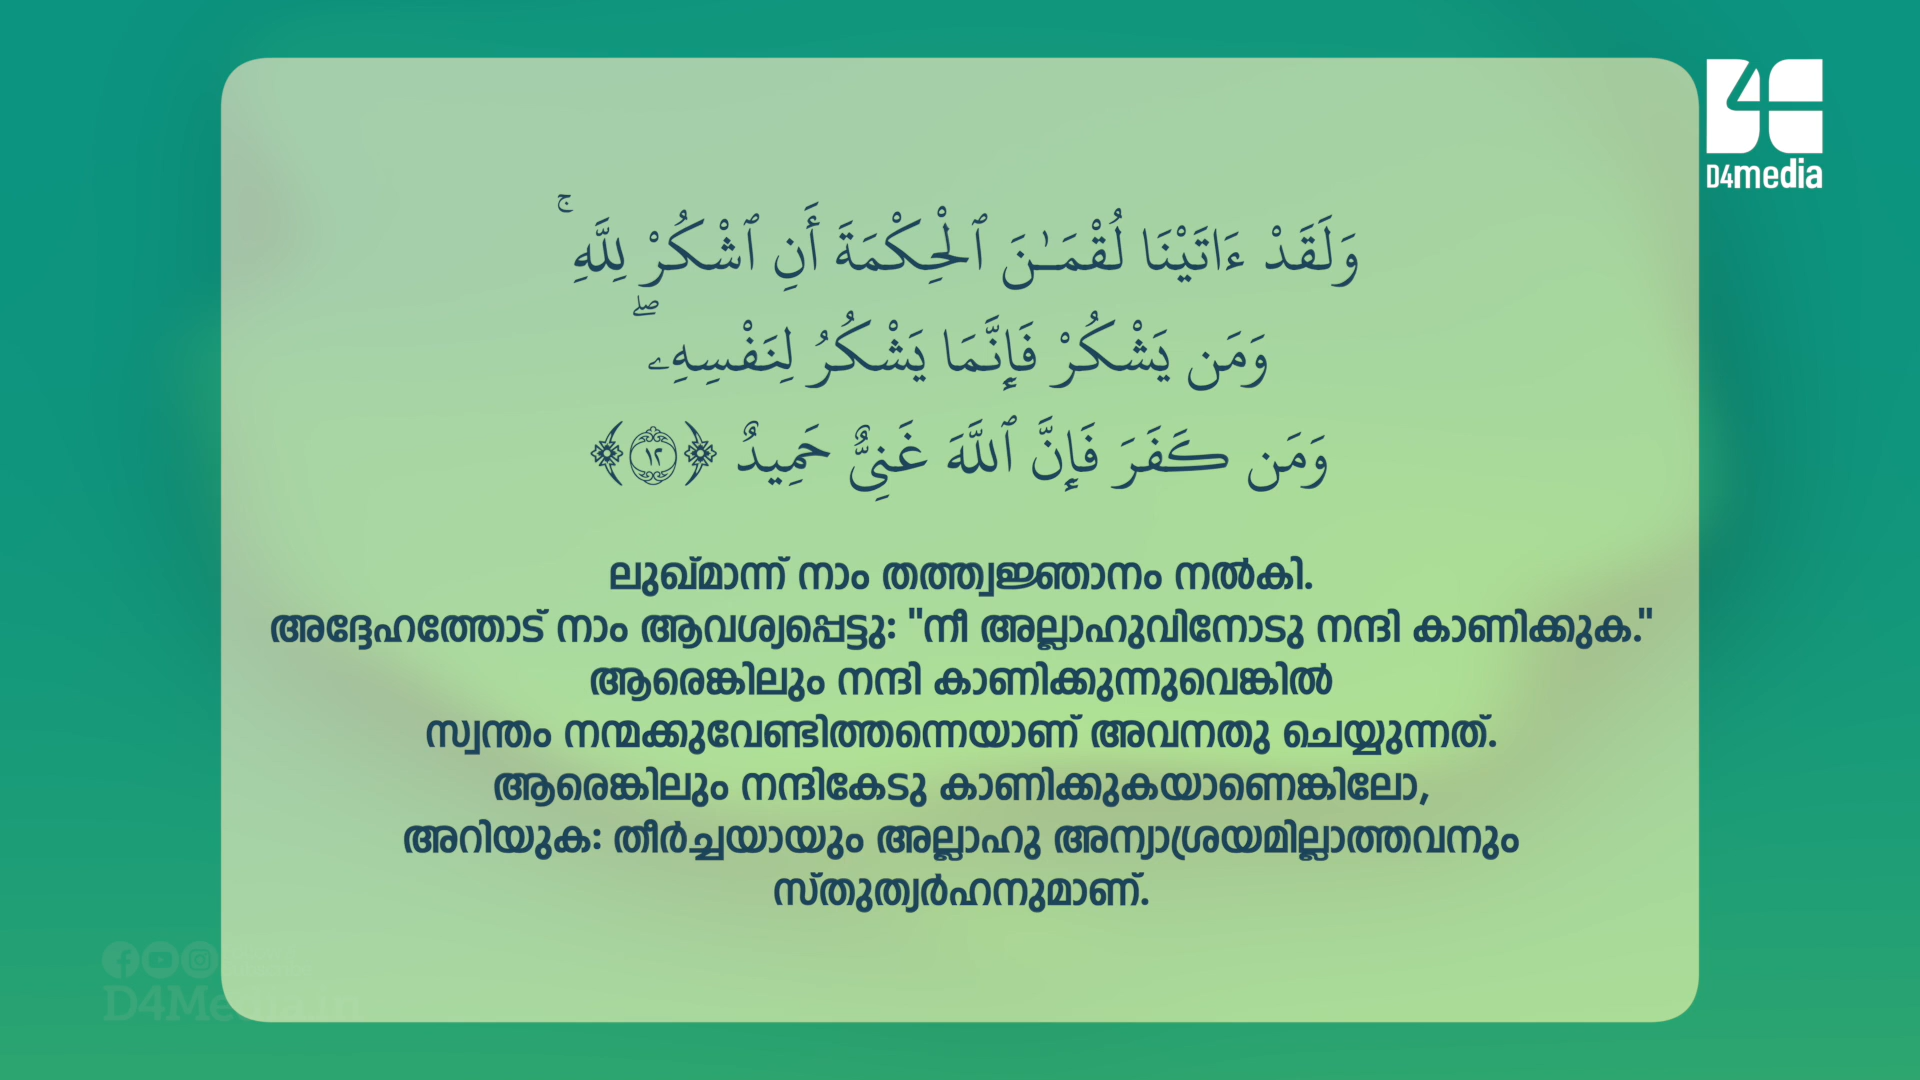 D4media
وَلَقَدْ ءَاتَيْنَا لُقْمَـٰنَ ٱلْحِكْمَةَ أَنِ ٱشْكُرْ لِلَّهِ ۚ
وَمَن يَشْكُرْ فَإِنَّمَا يَشْكُرُ لِنَفْسِهِۦ ۖ
وَمَن كَفَرَ فَإِنَّ ٱللَّهَ غَنِىٌّ حَمِيدٌ ﴿١٢﴾
ലുഖ്മാന്ന് നാം തത്ത്വജ്ഞാനം നൽകി.
അദ്ദേഹത്തോട് നാം ആവശ്യപ്പെട്ടു: "നീ അല്ലാഹുവിനോടു നന്ദി കാണിക്കുക."
ആരെങ്കിലും നന്ദി കാണിക്കുന്നുവെങ്കിൽ
സ്വന്തം നന്മക്കുവേണ്ടിത്തന്നെയാണ് അവനതു ചെയ്യുന്നത്.
ആരെങ്കിലും നന്ദികേടു കാണിക്കുകയാണെങ്കിലോ,
അറിയുക: തീർച്ചയായും അല്ലാഹു അന്യാശ്രയമില്ലാത്തവനും
സ്തുത്യർഹനുമാണ്.
D4Media.in